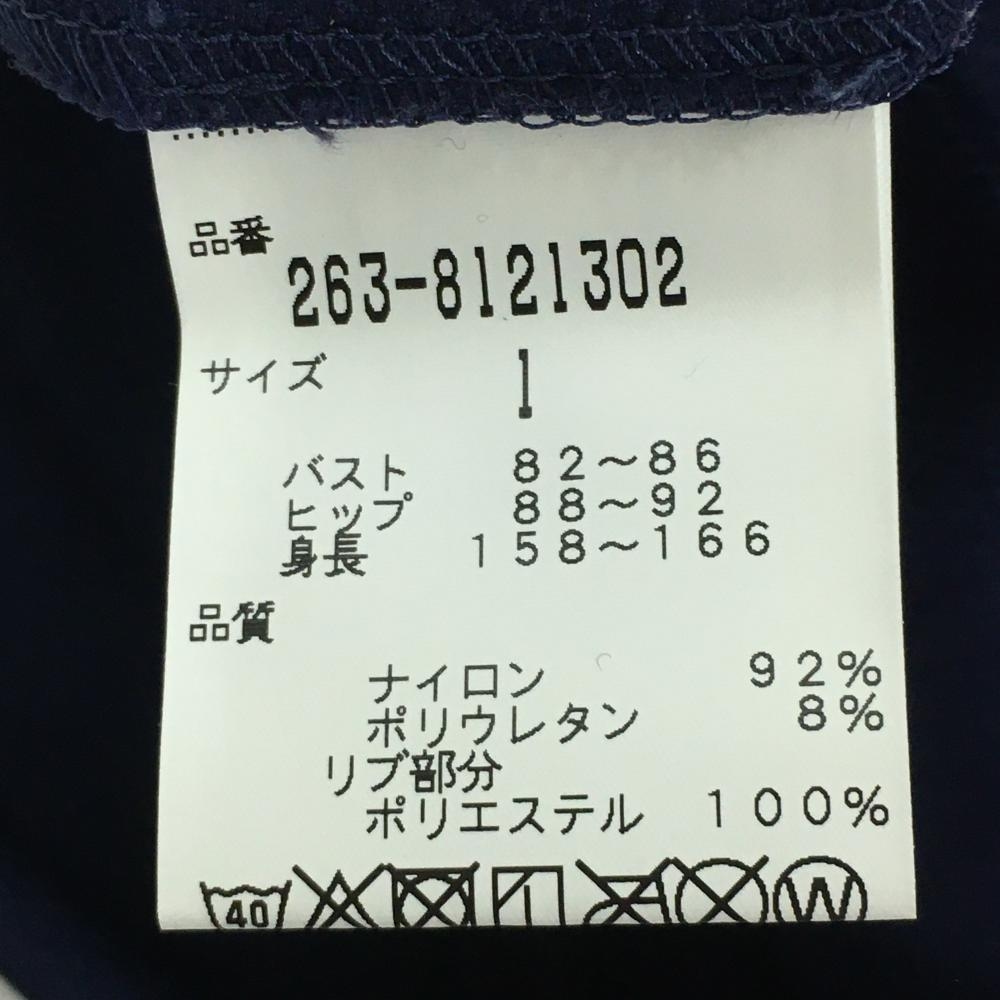 品番
263-8121302
サイズ 1
バスト 82～86
ヒップ 88～92
身長 158～166
品質
ナイロン 92%
ポリウレタン 8%
リブ部分
ポリエステル 100%
40 W